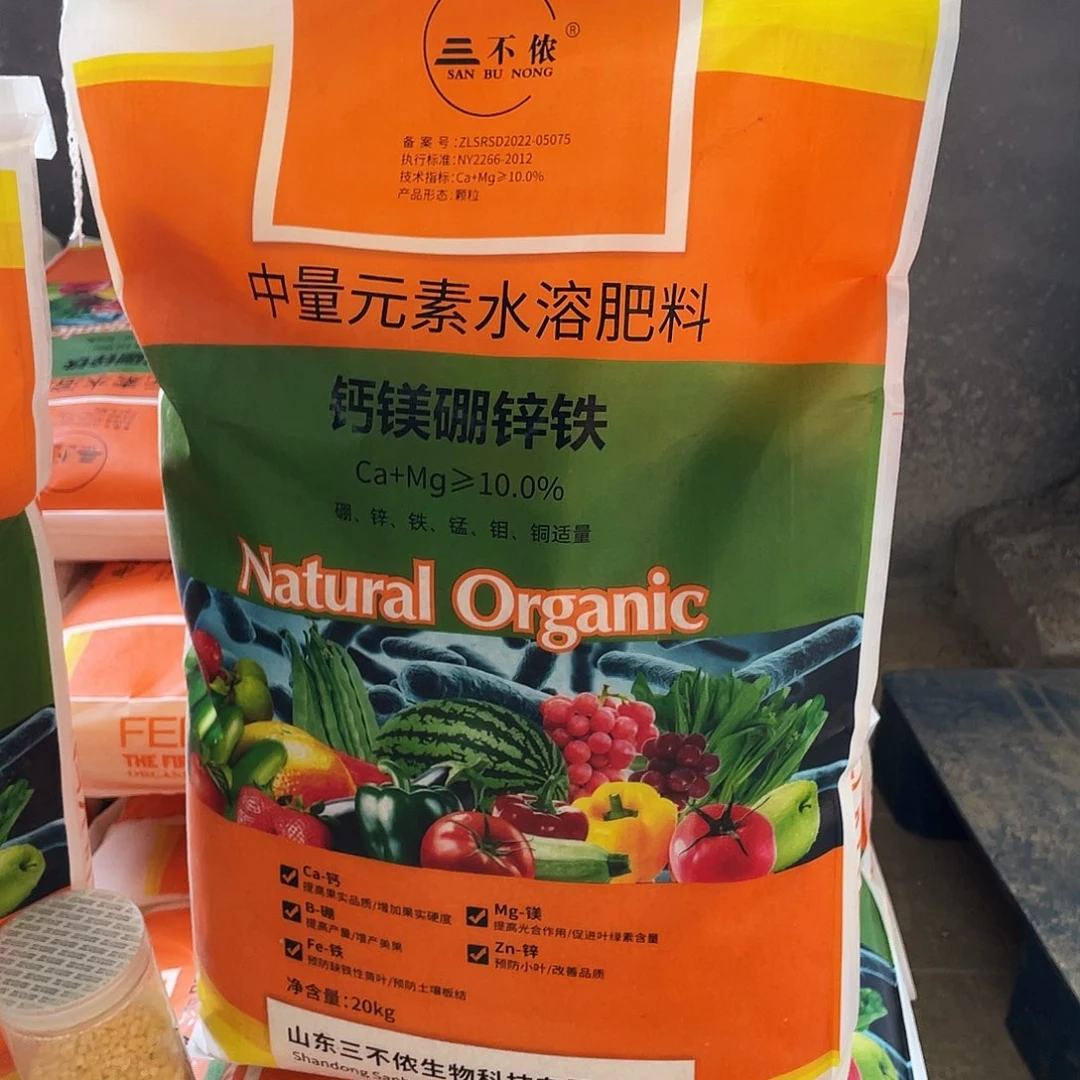 三不侬®
SAN BU NONG
备案号:ZLSRSD2022-05075
执行标准:NY2266-2012
技术指标:Ca+Mg≥10.0%
产品形态:颗粒
中量元素水溶肥料
钙镁硼锌铁
Ca+Mg≥10.0%
硼、锌、铁、锰、钼、铜适量
Natural Organic
Ca-钙
提高果实品质/增加果实硬度
B-硼
提高产量/增产美果
Fe-铁
预防缺铁性黄叶/预防土壤板结
Mg-镁
提高光合作用/促进叶绿素含量
Zn-锌
预防小叶/改善品质
净含量:20kg
山东三不侬生物科技
Shandong
THE